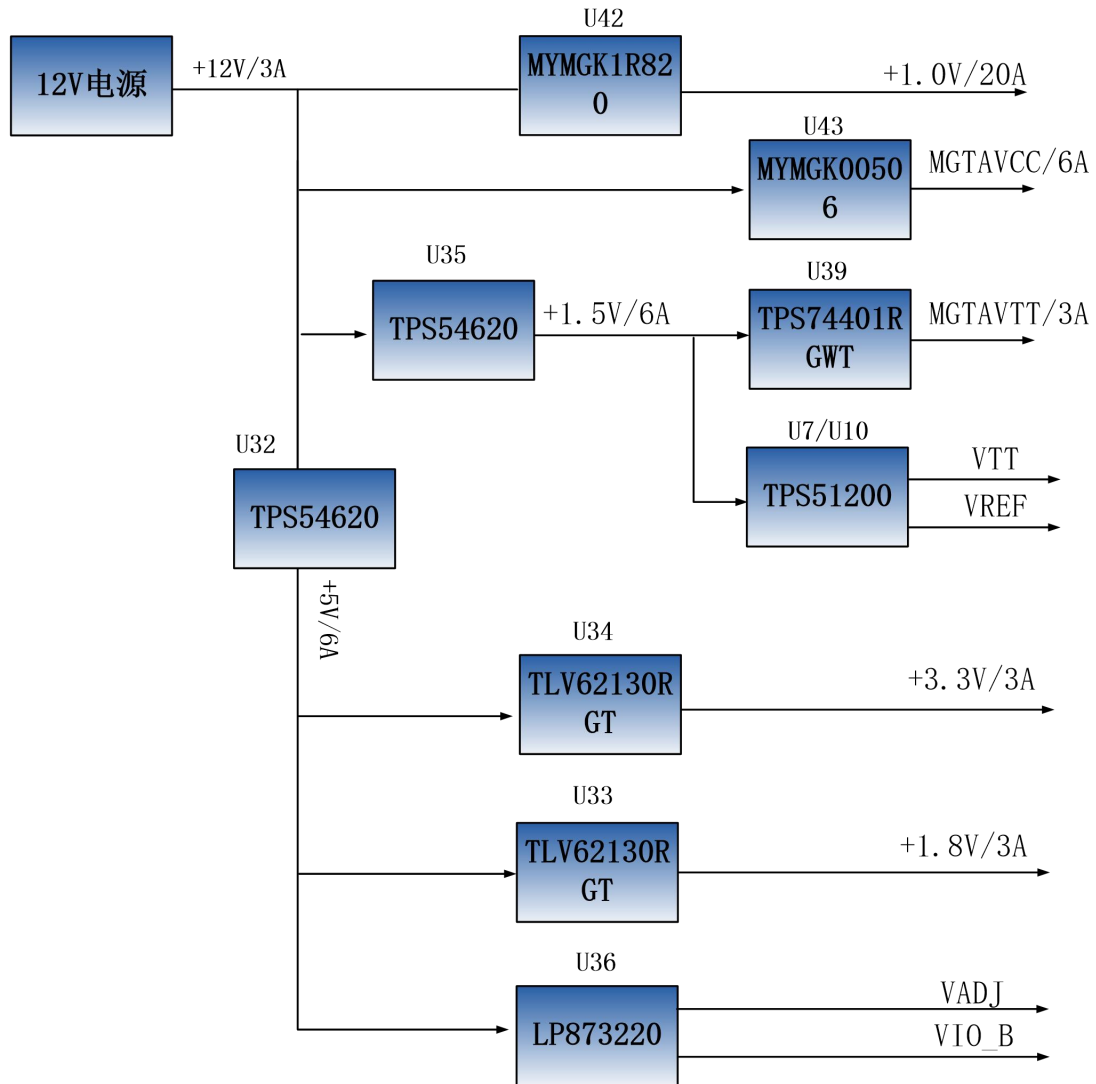 U42
12V电源
+12V/3A
MYMGK1R82
0
+1.0V/20A
U43
MYMGK0050
6
MGTAVCC/6A
U35
TPS54620
+1.5V/6A
U39
TPS74401R
GWT
MGTAVTT/3A
U7/U10
TPS51200
VTT
VREF
U32
TPS54620
+5V/6A
U34
TLV62130R
GT
+3.3V/3A
U33
TLV62130R
GT
+1.8V/3A
U36
LP873220
VADJ
VIO_B